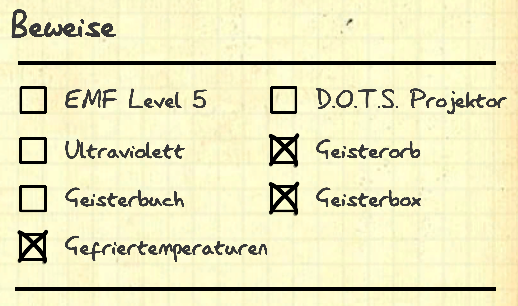 Beweise
EMF Level 5
D.O.T.S. Projektor
Ultraviolett
Geisterorb
Geisterbuch
Geisterbox
Gefriertemperaturen